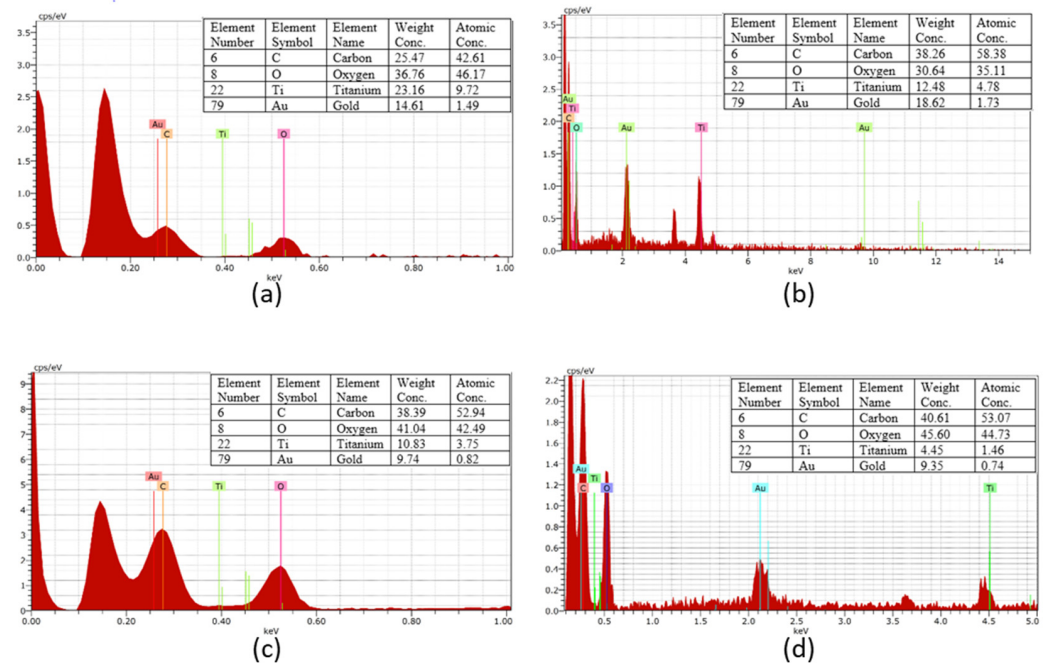 cps/eV
Element Number Element Symbol Element Name Weight Conc. Atomic Conc.
6 C Carbon 25.47 42.61
8 O Oxygen 36.76 46.17
22 Ti Titanium 23.16 9.72
79 Au Gold 14.61 1.49
3.5
3.0
2.5
2.0
1.5
1.0
0.5
0.0
Au
C
Ti
O
0.00 0.20 0.40 0.60 0.80 1.00
keV
(a)
cps/eV
Element Number Element Symbol Element Name Weight Conc. Atomic Conc.
6 C Carbon 38.26 58.38
8 O Oxygen 30.64 35.11
22 Ti Titanium 12.48 4.78
79 Au Gold 18.62 1.73
3.5
3.0
2.5
2.0
1.5
1.0
0.5
0.0
Au
Ti
C
O
Au
Ti
Au
2 4 6 8 10 12 14
keV
(b)
cps/eV
Element Number Element Symbol Element Name Weight Conc. Atomic Conc.
6 C Carbon 38.39 52.94
8 O Oxygen 41.04 42.49
22 Ti Titanium 10.83 3.75
79 Au Gold 9.74 0.82
9
8
7
6
5
4
3
2
1
0
Au
C
Ti
O
0.00 0.20 0.40 0.60 0.80 1.00
keV
(c)
cps/eV
Element Number Element Symbol Element Name Weight Conc. Atomic Conc.
6 C Carbon 40.61 53.07
8 O Oxygen 45.60 44.73
22 Ti Titanium 4.45 1.46
79 Au Gold 9.35 0.74
2.2
2.0
1.8
1.6
1.4
1.2
1.0
0.8
0.6
0.4
0.2
0.0
Au
Ti
C
O
Au
Ti
0.5 1.0 1.5 2.0 2.5 3.0 3.5 4.0 4.5 5.0
keV
(d)